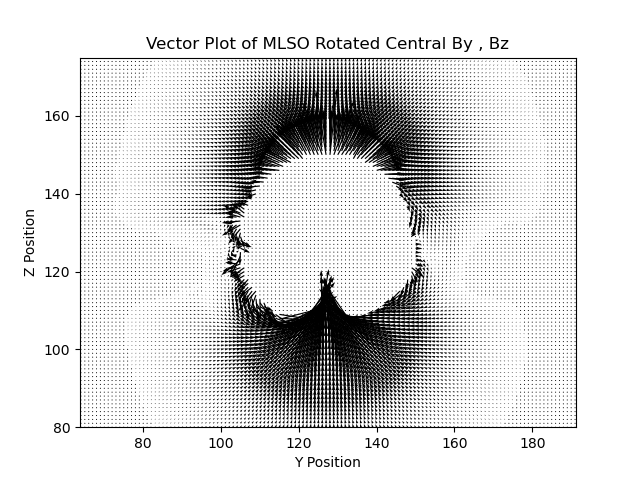 Vector Plot of MLSO Rotated Central By , Bz
160
140
120
100
80
Z Position
80 100 120 140 160 180
Y Position